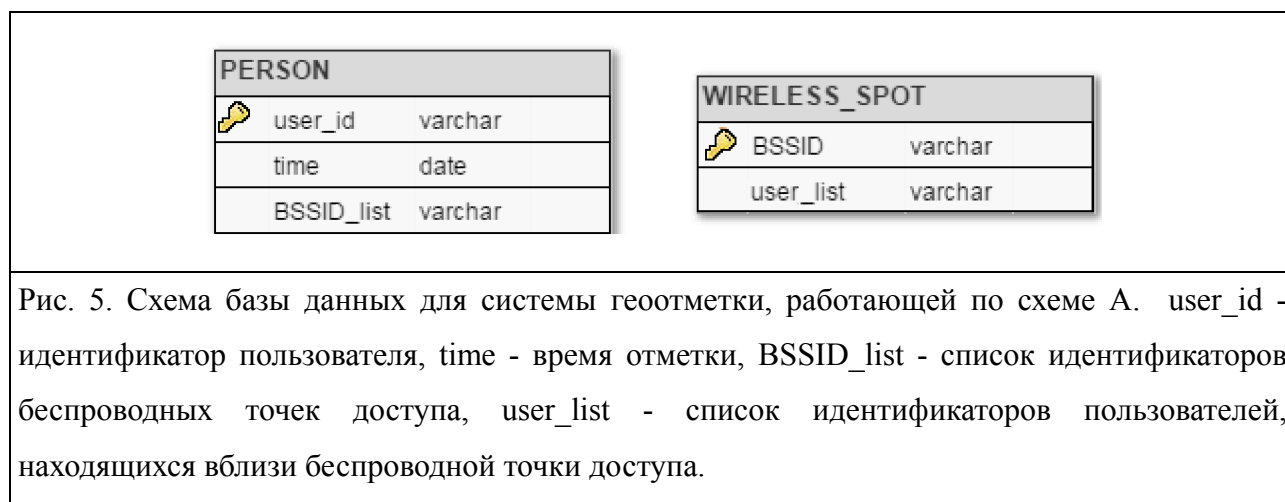 PERSON
user_id varchar
time date
BSSID_list varchar
WIRELESS_SPOT
BSSID varchar
user_list varchar
Рис. 5. Схема базы данных для системы геоотметки, работающей по схеме А. user_id -
идентификатор пользователя, time - время отметки, BSSID_list - список идентификаторов
беспроводных точек доступа, user_list - список идентификаторов пользователей,
находящихся вблизи беспроводной точки доступа.